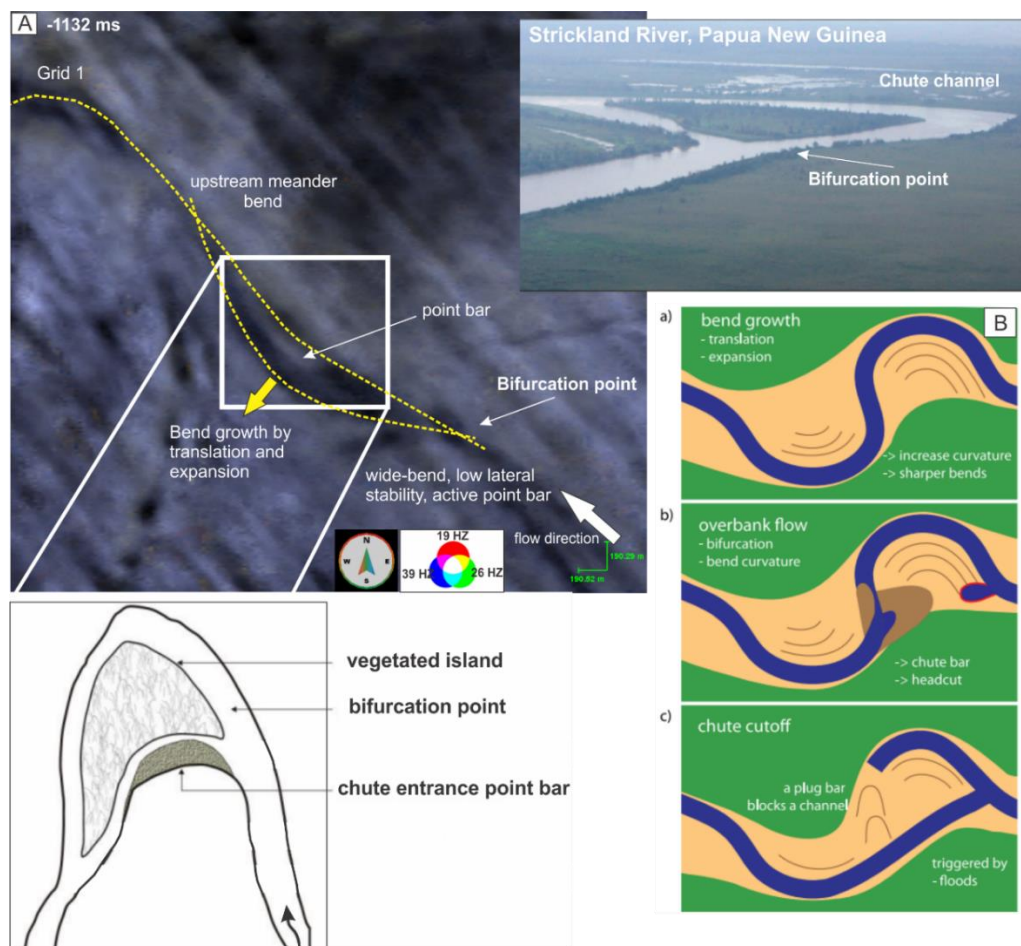 A
-1132 ms
Grid 1
upstream meander
bend
point bar
Bifurcation point
Bend growth by
translation and
expansion
wide-bend, low lateral
stability, active point bar
flow direction
N
W
E
S
19 HZ
39 HZ
26 HZ
190.29 m
190.82 m
Strickland River, Papua New Guinea
Chute channel
Bifurcation point
B
a)
bend growth
- translation
- expansion
-> increase curvature
-> sharper bends
b)
overbank flow
- bifurcation
- bend curvature
-> chute bar
-> headcut
c)
chute cutoff
a plug bar
blocks a channel
triggered by
- floods
vegetated island
bifurcation point
chute entrance point bar